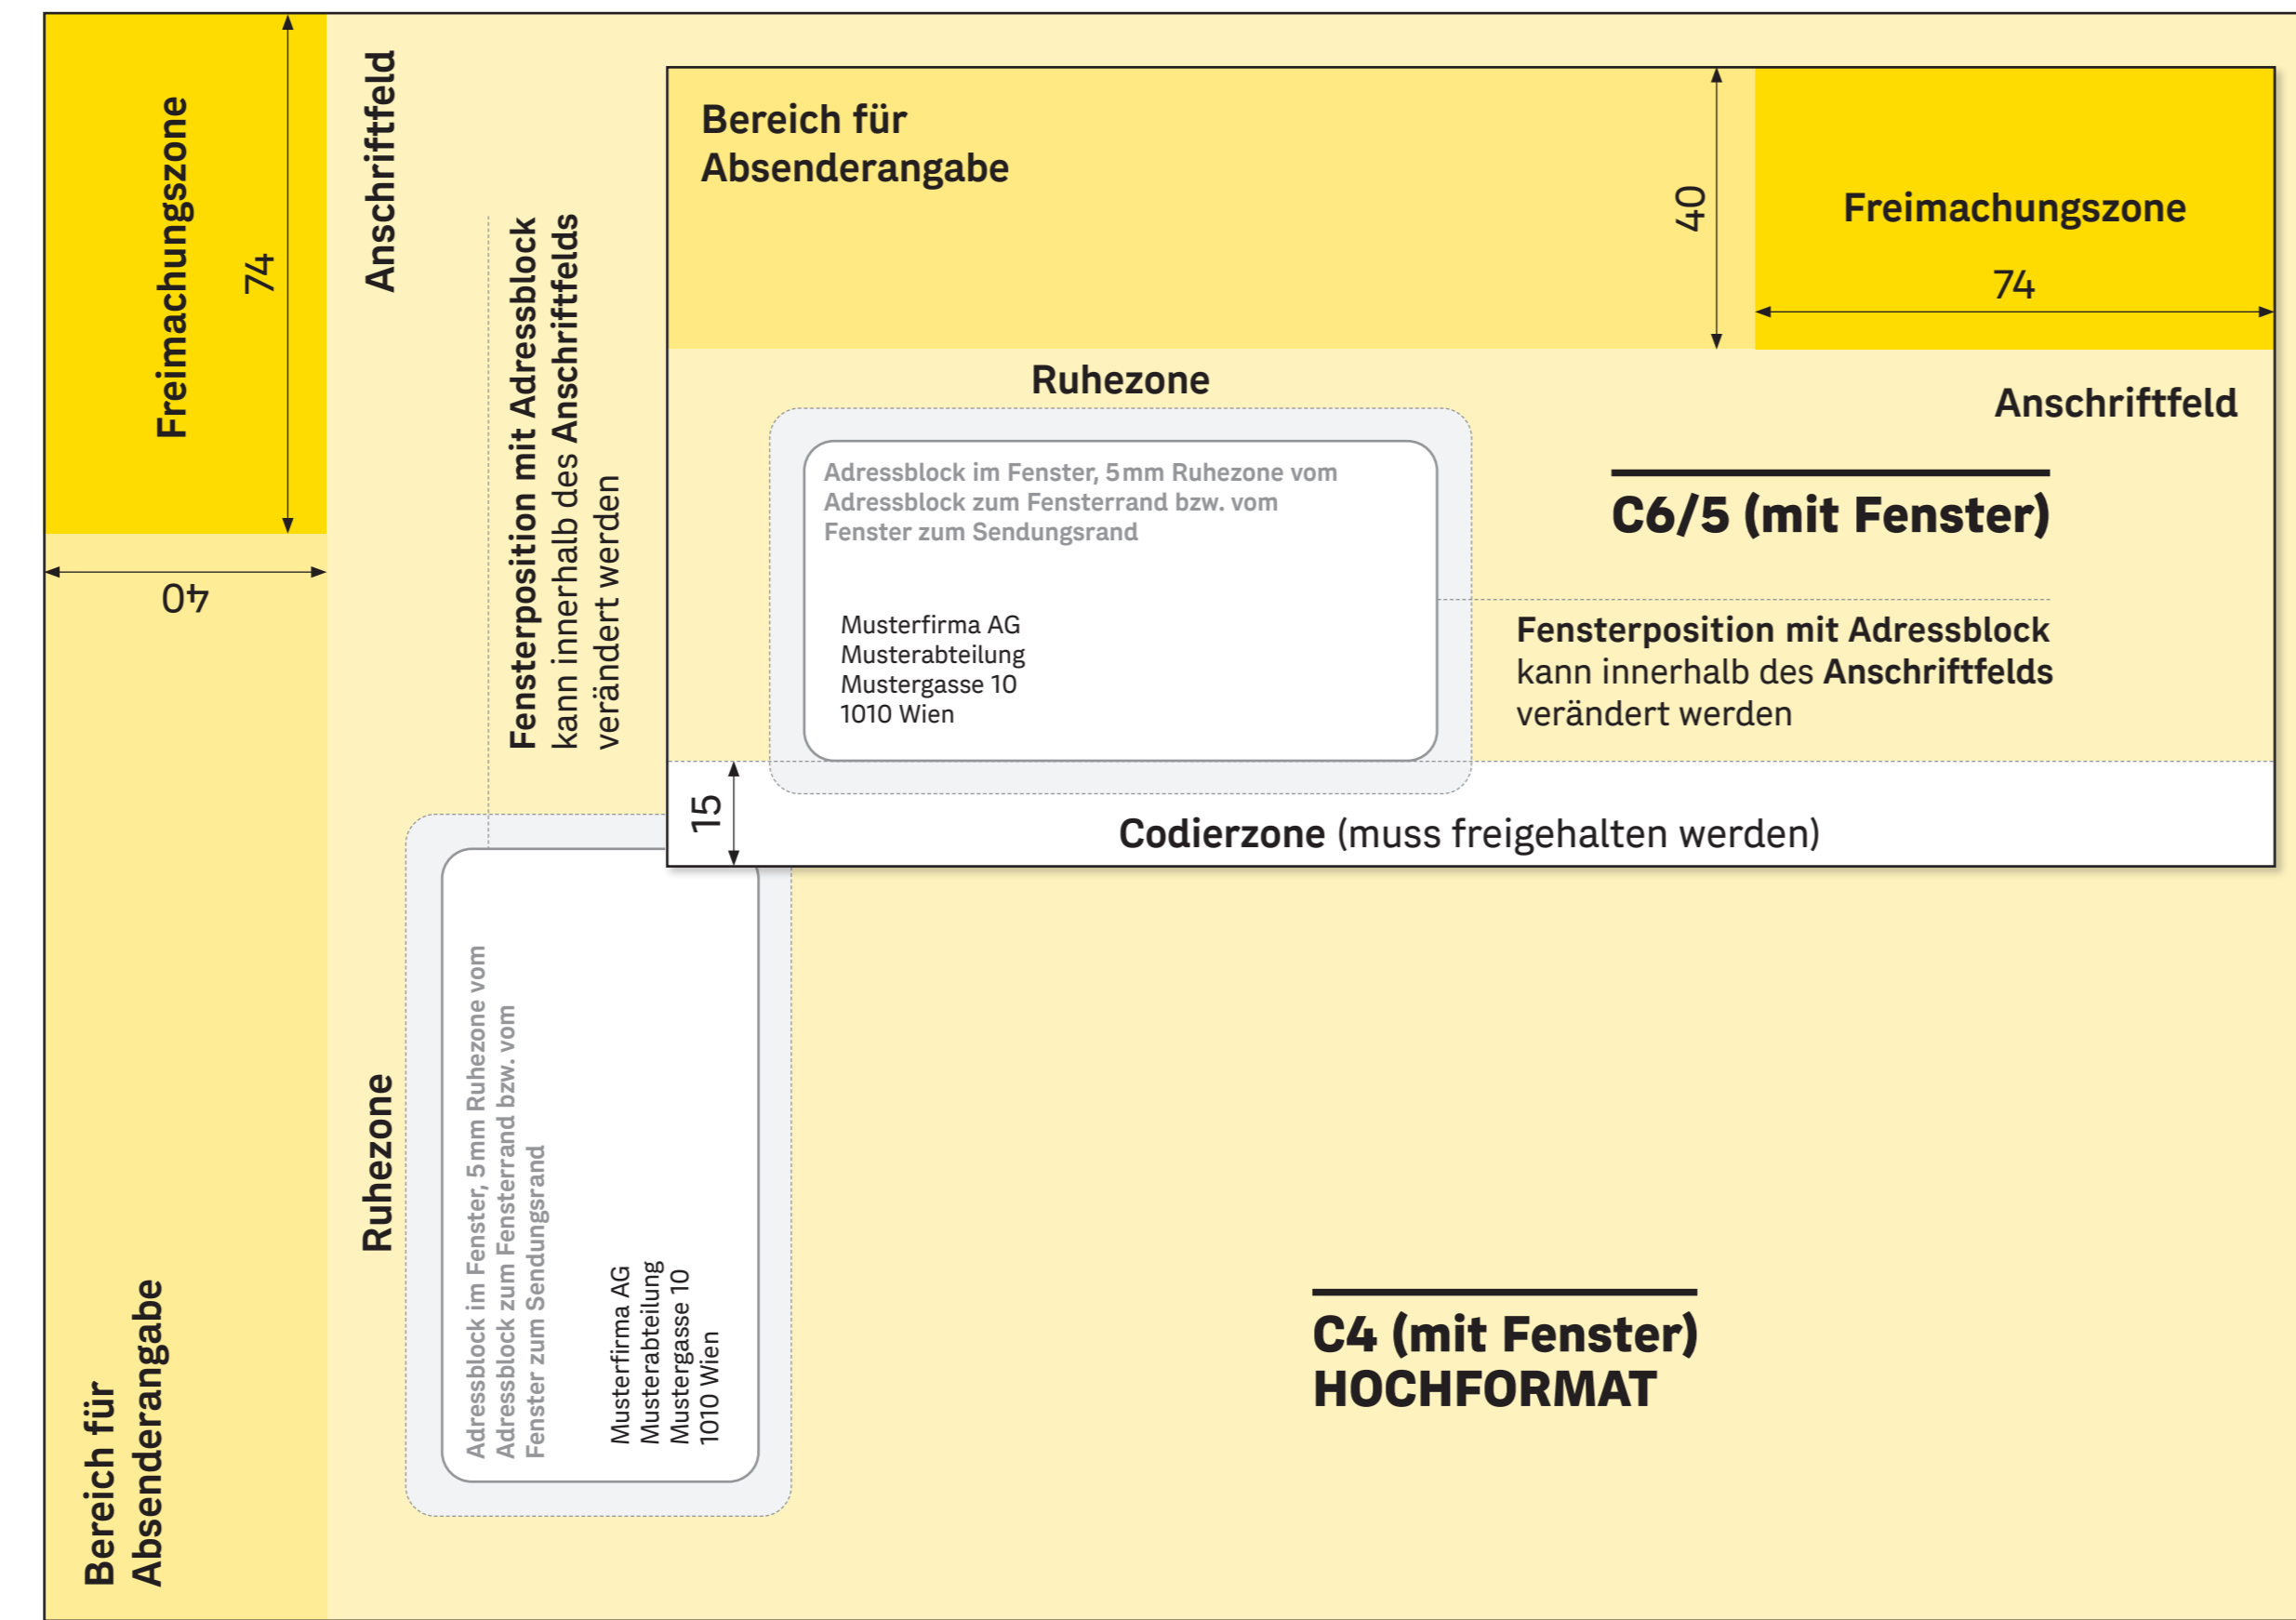 Freimachungszone
74
40
Anschriftfeld
Fensterposition mit Adressblock
kann innerhalb des Anschriftfelds
verändert werden
Bereich für
Absenderangabe
40
Freimachungszone
74
Ruhezone
Anschriftfeld
Adressblock im Fenster, 5mm Ruhezone vom
Adressblock zum Fensterrand bzw. vom
Fenster zum Sendungsrand
Musterfirma AG
Musterabteilung
Mustergasse 10
1010 Wien
C6/5 (mit Fenster)
Fensterposition mit Adressblock
kann innerhalb des Anschriftfelds
verändert werden
15
Codierzone (muss freigehalten werden)
Ruhezone
Adressblock im Fenster, 5mm Ruhezone vom
Adressblock zum Fensterrand bzw. vom
Fenster zum Sendungsrand
Musterfirma AG
Musterabteilung
Mustergasse 10
1010 Wien
Bereich für
Absenderangabe
C4 (mit Fenster)
HOCHFORMAT